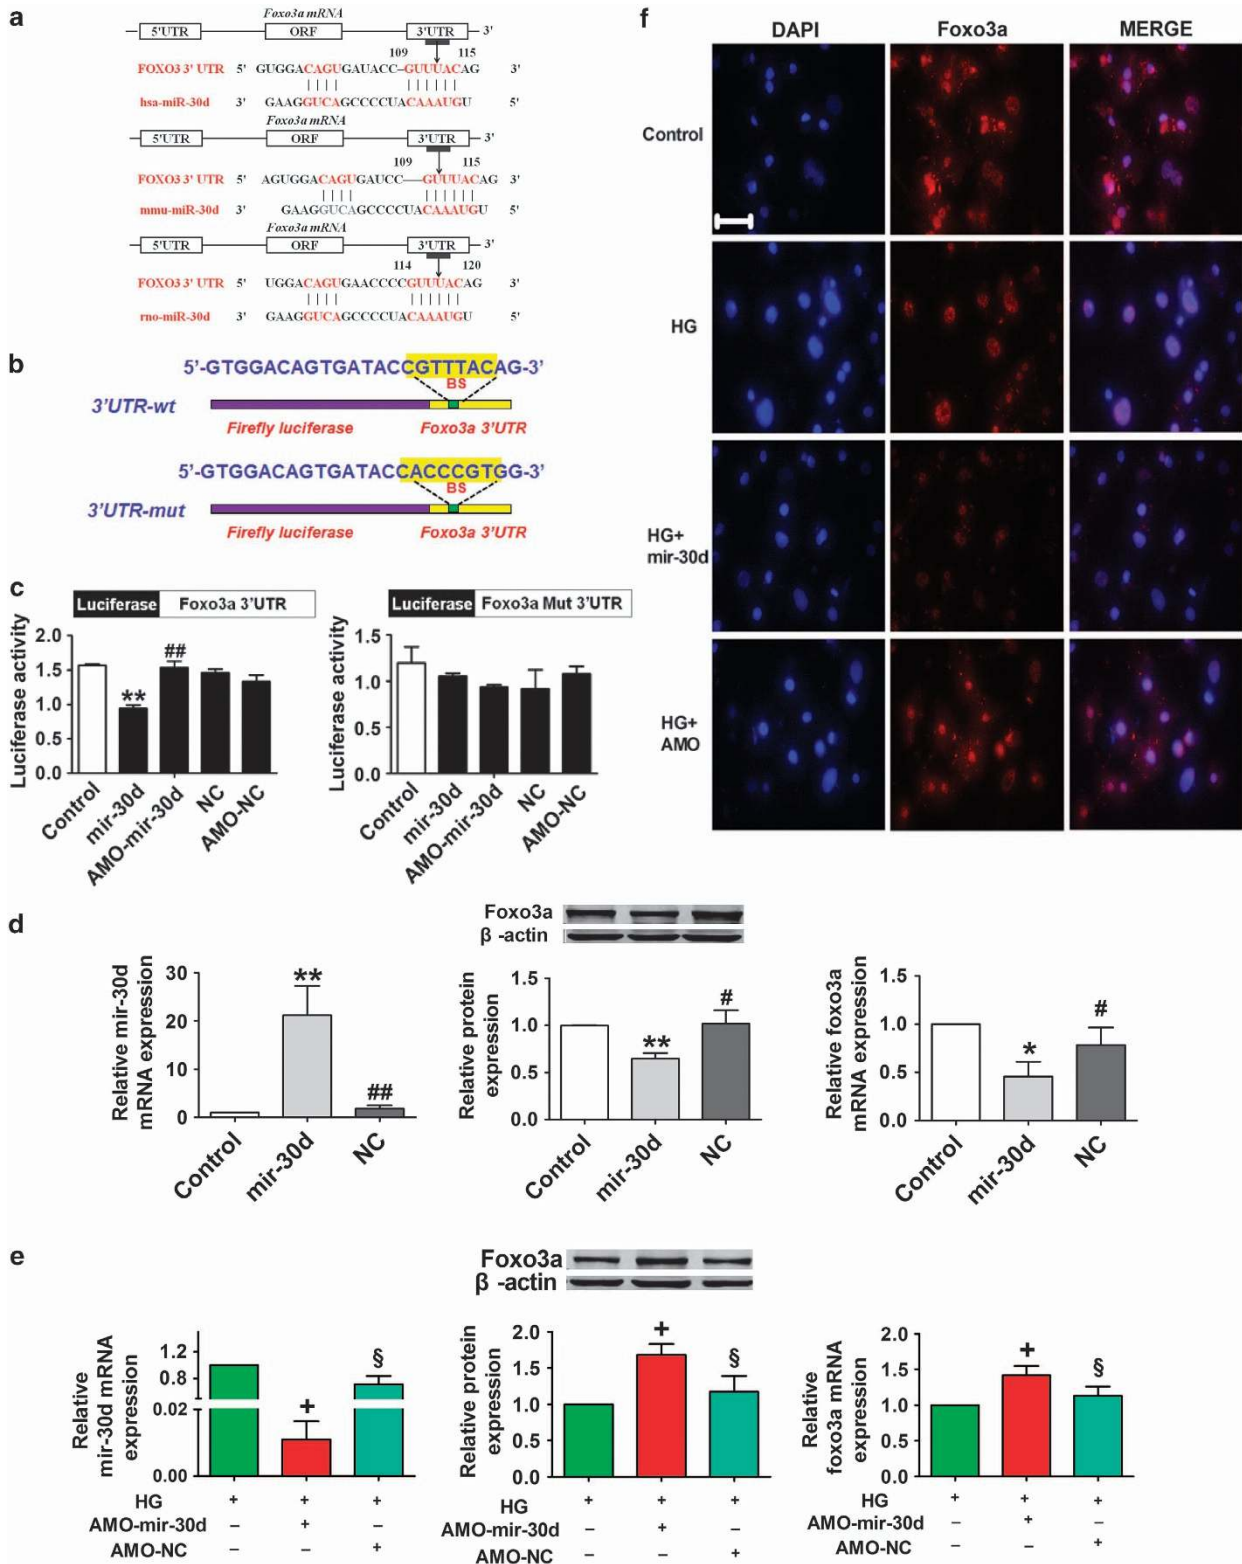 a
Foxo3a mRNA
5'UTR ORF 3'UTR 3'
109 115
FOXO3 3' UTR 5' GUGGACAGUGAUACC–GUUUACAG 3'
hsa-miR-30d 3' GAAGGUCAGCCCCUACAAAUGU 5'
Foxo3a mRNA
5'UTR ORF 3'UTR 3'
109 115
FOXO3 3' UTR 5' AGUGGACAGUGAUCC—GUUUACAG 3'
mmu-miR-30d 3' GAAGGUCAGCCCCUACAAAUGU 5'
Foxo3a mRNA
5'UTR ORF 3'UTR 3'
114 120
FOXO3 3' UTR 5' UGGACAGUGAACCCCGUUUACAG 3'
rno-miR-30d 3' GAAGGUCAGCCCCUACAAAUGU 5'
b
5'-GTGGACAGTGATACCCGTTTACAG-3'
BS
3'UTR-wt
Firefly luciferase Foxo3a 3'UTR
5'-GTGGACAGTGATACCACCCGTGG-3'
BS
3'UTR-mut
Firefly luciferase Foxo3a 3'UTR
c
Luciferase Foxo3a 3'UTR
Luciferase activity
2.0
1.5
1.0
0.5
0.0
**
##
Control
mir-30d
AMO-mir-30d
NC
AMO-NC
Luciferase Foxo3a Mut 3'UTR
Luciferase activity
1.5
1.0
0.5
0.0
Control
mir-30d
AMO-mir-30d
NC
AMO-NC
d
Relative mir-30d
mRNA expression
30
20
10
0
**
##
Control
mir-30d
NC
Foxo3a
β -actin
Relative protein
expression
1.5
1.0
0.5
0.0
**
#
Control
mir-30d
NC
Relative foxo3a
mRNA expression
1.5
1.0
0.5
0.0
*
#
Control
mir-30d
NC
e
Relative
mir-30d mRNA
expression
1.2
0.8
0.02
0.00
+
§
HG + + +
AMO-mir-30d – + –
AMO-NC – – +
Foxo3a
β -actin
Relative protein
expression
2.0
1.5
1.0
0.5
0.0
+
§
HG + + +
AMO-mir-30d – + –
AMO-NC – – +
Relative
foxo3a mRNA
expression
2.0
1.5
1.0
0.5
0.0
+
§
HG + + +
AMO-mir-30d – + –
AMO-NC – – +
f
DAPI Foxo3a MERGE
Control
HG
HG+
mir-30d
HG+
AMO